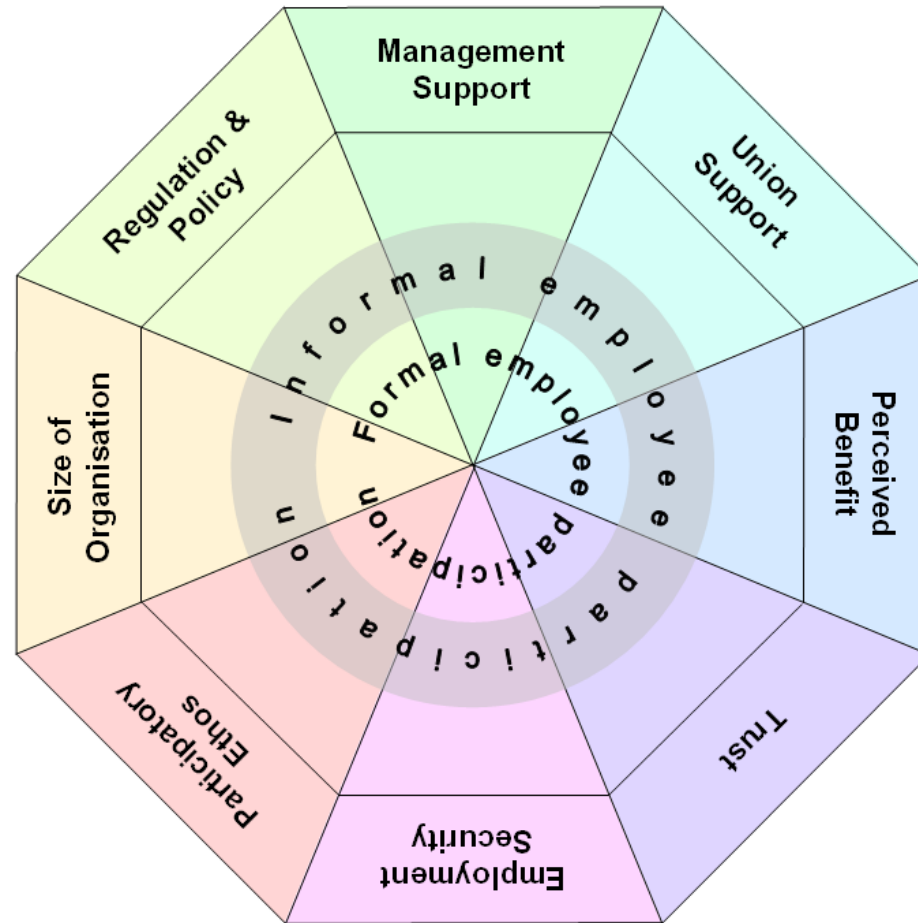 Management
Support
Union
Support
Perceived
Benefit
Trust
Employment
Security
Participatory
Ethos
Size of
Organisation
Regulation &
Policy
Informal employee participation
Formal employee participation